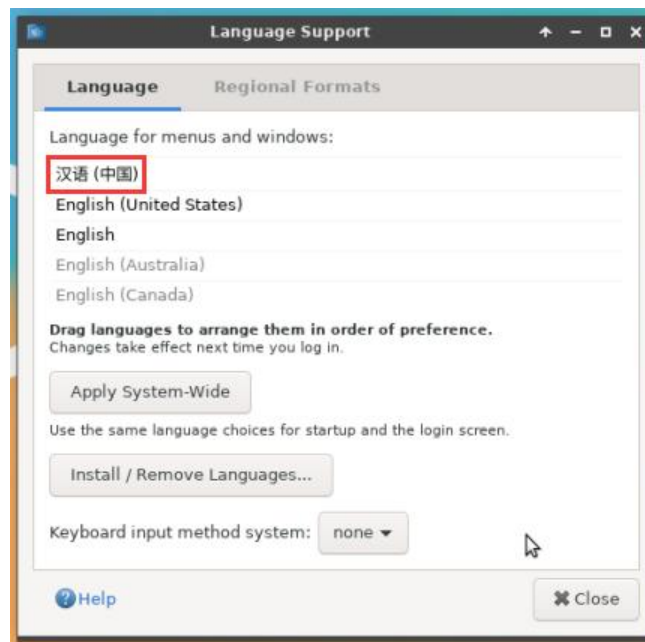 Language Support
Language Regional Formats
Language for menus and windows:
汉语 (中国)
English (United States)
English
English (Australia)
English (Canada)
Drag languages to arrange them in order of preference.
Changes take effect next time you log in.
Apply System-Wide
Use the same language choices for startup and the login screen.
Install / Remove Languages...
Keyboard input method system: none
Help Close